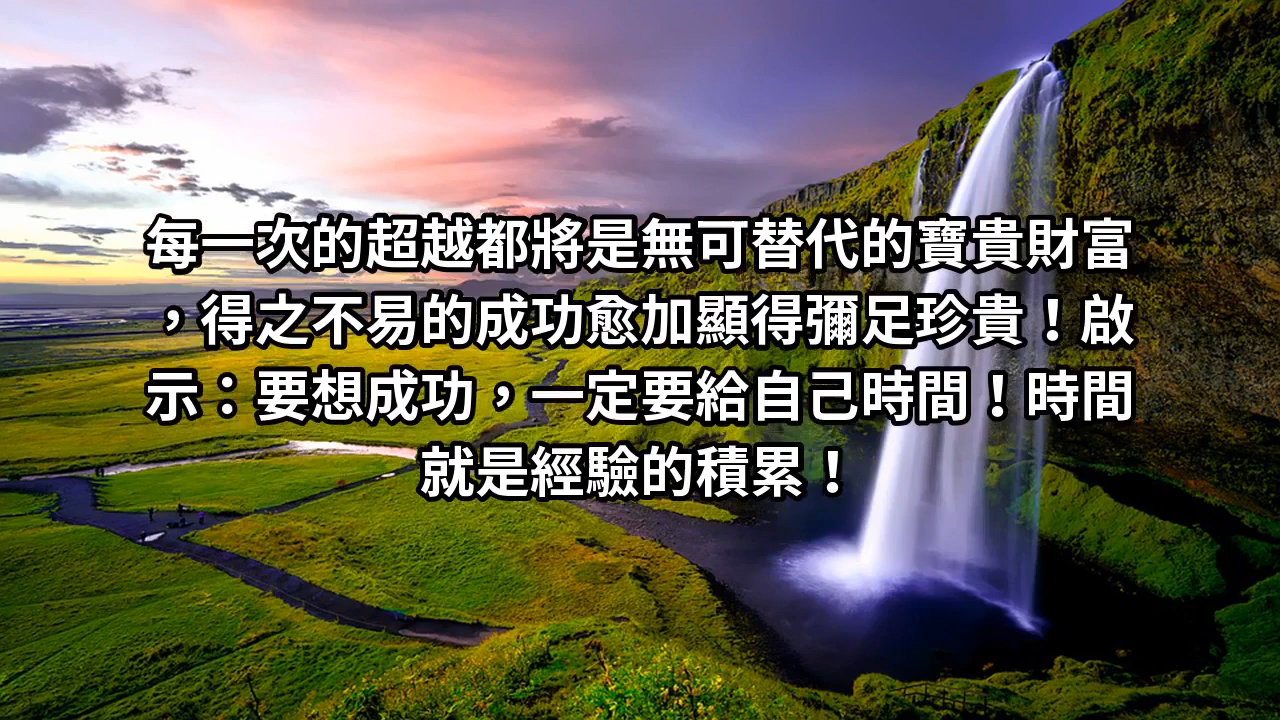 每一次的超越都將是無可替代的寶貴財富
，得之不易的成功愈加顯得彌足珍貴！啟
示：要想成功，一定要給自己時間！時間
就是經驗的積累！